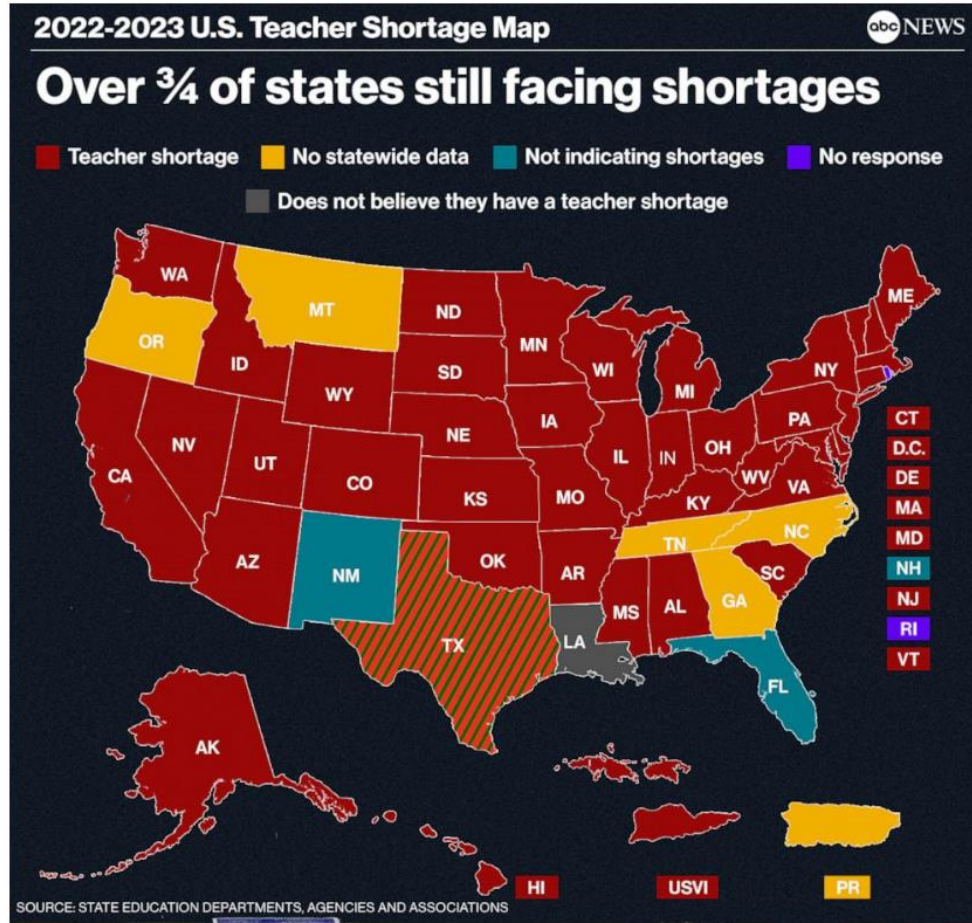 2022-2023 U.S. Teacher Shortage Map
abc NEWS
Over ¾ of states still facing shortages
Teacher shortage
No statewide data
Not indicating shortages
No response
Does not believe they have a teacher shortage
WA
MT
ND
ME
OR
ID
MN
SD
WI
NY
WY
MI
IA
PA
NE
NV
UT
IL
IN
OH
CA
CO
WV
VA
KS
MO
KY
NC
TN
AZ
NM
OK
AR
SC
MS
AL
GA
TX
LA
FL
CT
D.C.
DE
MA
MD
NH
NJ
RI
VT
AK
HI
USVI
PR
SOURCE: STATE EDUCATION DEPARTMENTS, AGENCIES AND ASSOCIATIONS